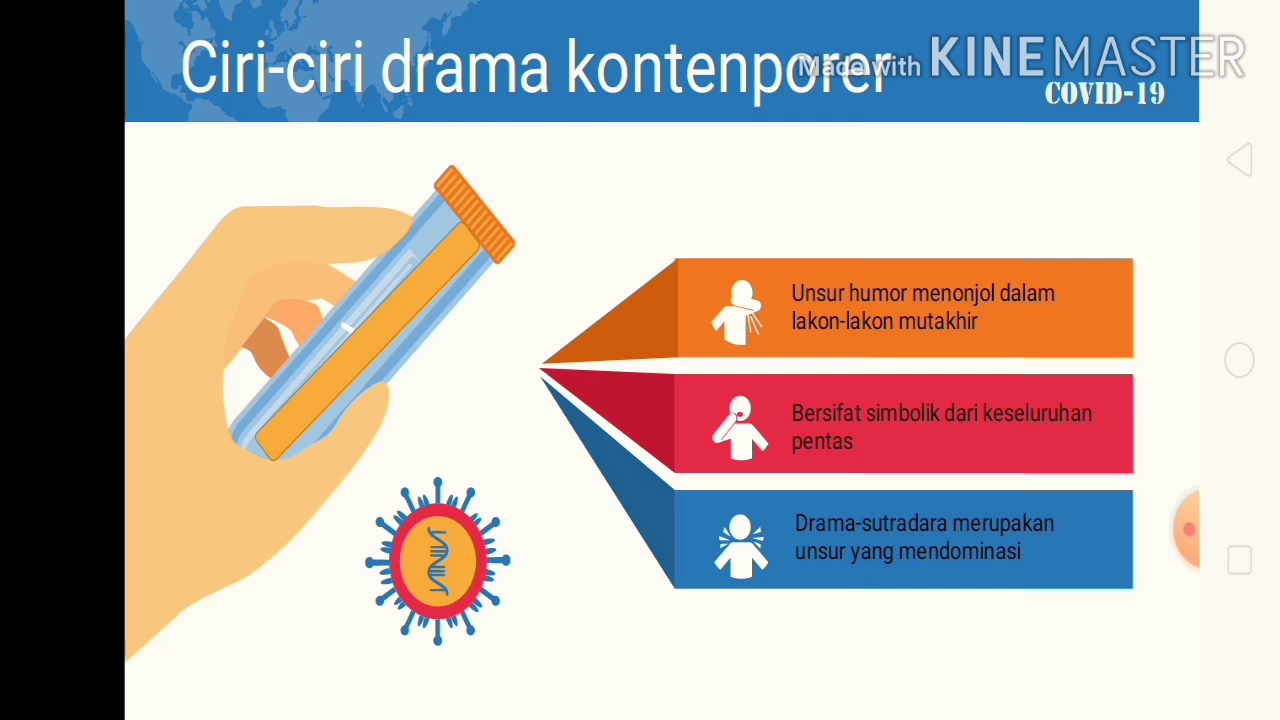 Ciri-ciri drama kontenporer
Made with KINEMASTER
COVID-19
Unsur humor menonjol dalam
lakon-lakon mutakhir
Bersifat simbolik dari keseluruhan
pentas
Drama-sutradara merupakan
unsur yang mendominasi